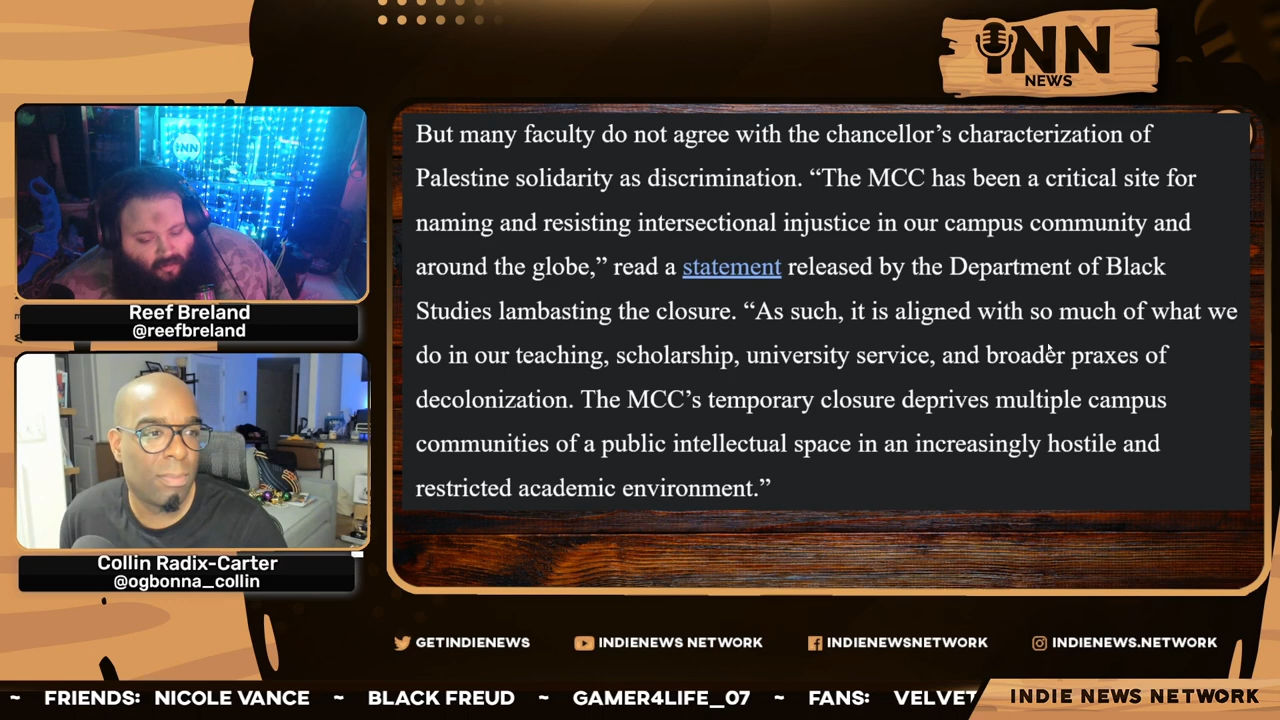 iNN
NEWS
But many faculty do not agree with the chancellor’s characterization of
Palestine solidarity as discrimination. “The MCC has been a critical site for
naming and resisting intersectional injustice in our campus community and
around the globe,” read a statement released by the Department of Black
Studies lambasting the closure. “As such, it is aligned with so much of what we
do in our teaching, scholarship, university service, and broader praxes of
decolonization. The MCC’s temporary closure deprives multiple campus
communities of a public intellectual space in an increasingly hostile and
restricted academic environment.”
iNN
Reef Breland
@reefbreland
Collin Radix-Carter
@ogbonna_collin
GETINDIENEWS
INDIENEWS NETWORK
INDIENEWSNETWORK
INDIENEWS.NETWORK
~ FRIENDS: NICOLE VANCE ~ BLACK FREUD ~ GAMER4LIFE_07 ~ FANS: VELVET
INDIE NEWS NETWORK